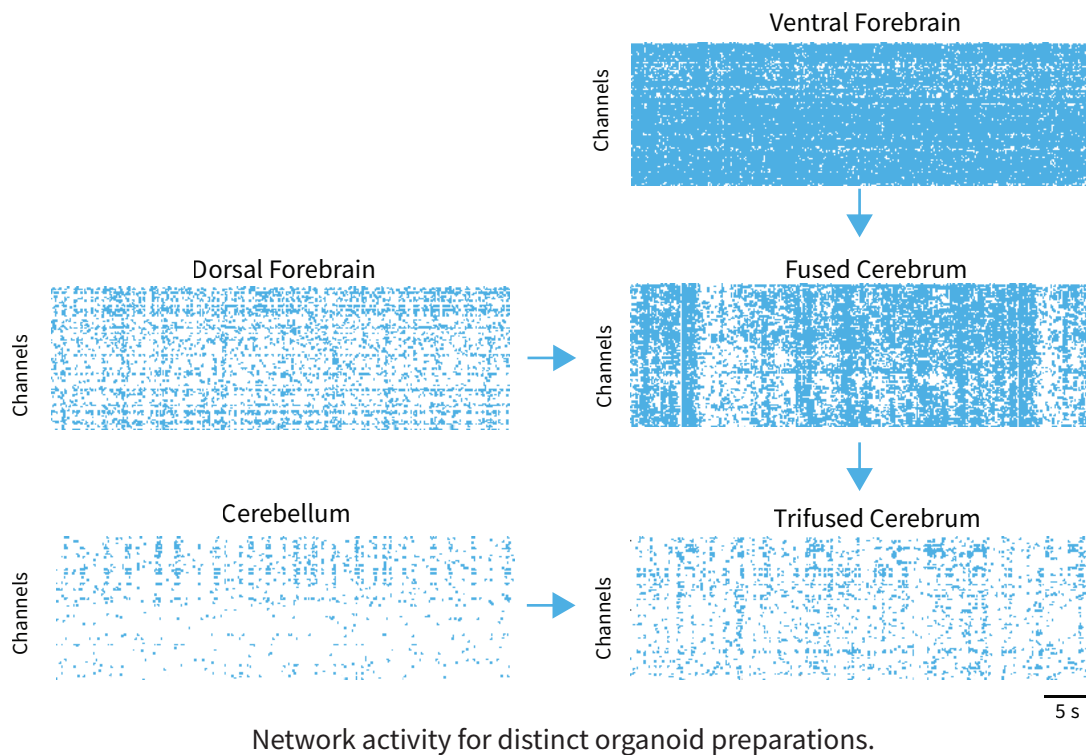 Ventral Forebrain
Channels
Dorsal Forebrain
Channels
Fused Cerebrum
Channels
Cerebellum
Channels
Trifused Cerebrum
Channels
5 s
Network activity for distinct organoid preparations.